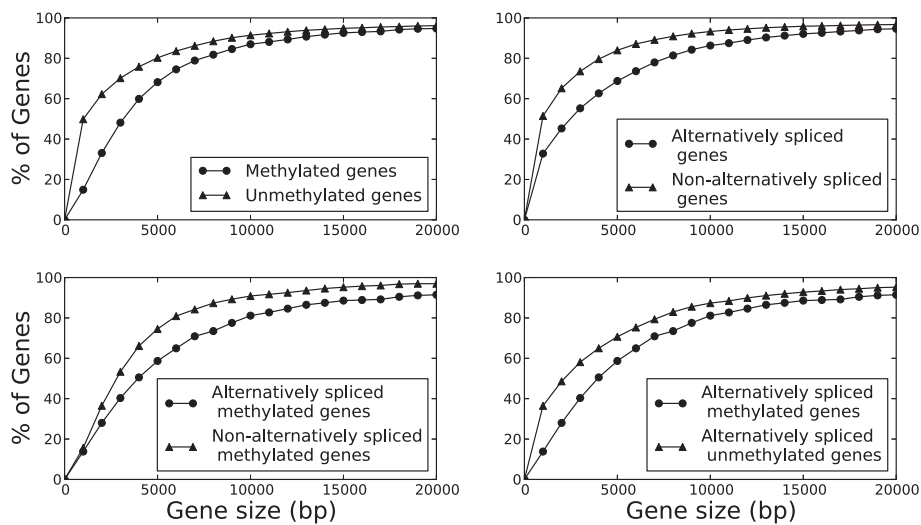 100
80
60
40
20
0
% of Genes
Methylated genes
Unmethylated genes
0 5000 10000 15000 20000
100
80
60
40
20
0
Alternatively spliced
genes
Non-alternatively spliced
genes
0 5000 10000 15000 20000
100
80
60
40
20
0
% of Genes
Alternatively spliced
methylated genes
Non-alternatively spliced
methylated genes
0 5000 10000 15000 20000
Gene size (bp)
100
80
60
40
20
0
Alternatively spliced
methylated genes
Alternatively spliced
unmethylated genes
0 5000 10000 15000 20000
Gene size (bp)